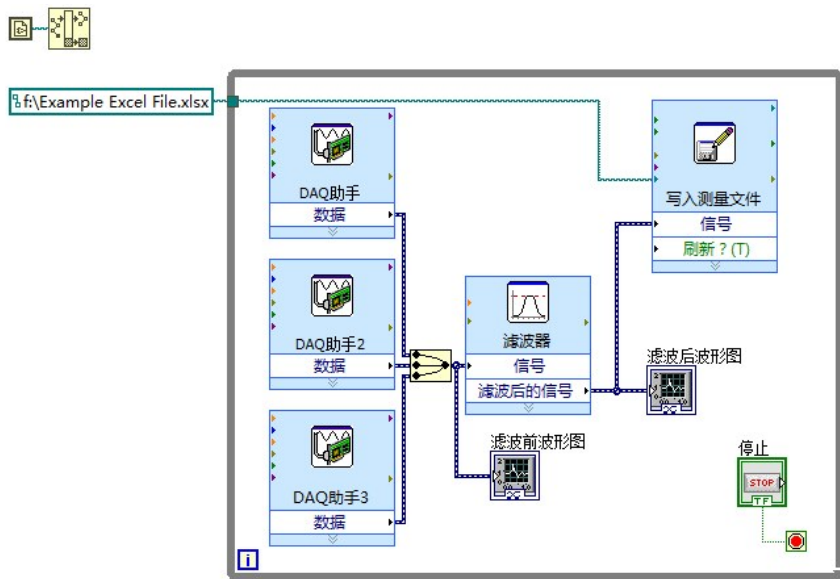 f:\Example Excel File.xlsx
DAQ助手
数据
写入测量文件
信号
刷新？(T)
DAQ助手2
数据
滤波器
信号
滤波后的信号
滤波后波形图
滤波前波形图
DAQ助手3
数据
停止
STOP
TF
i